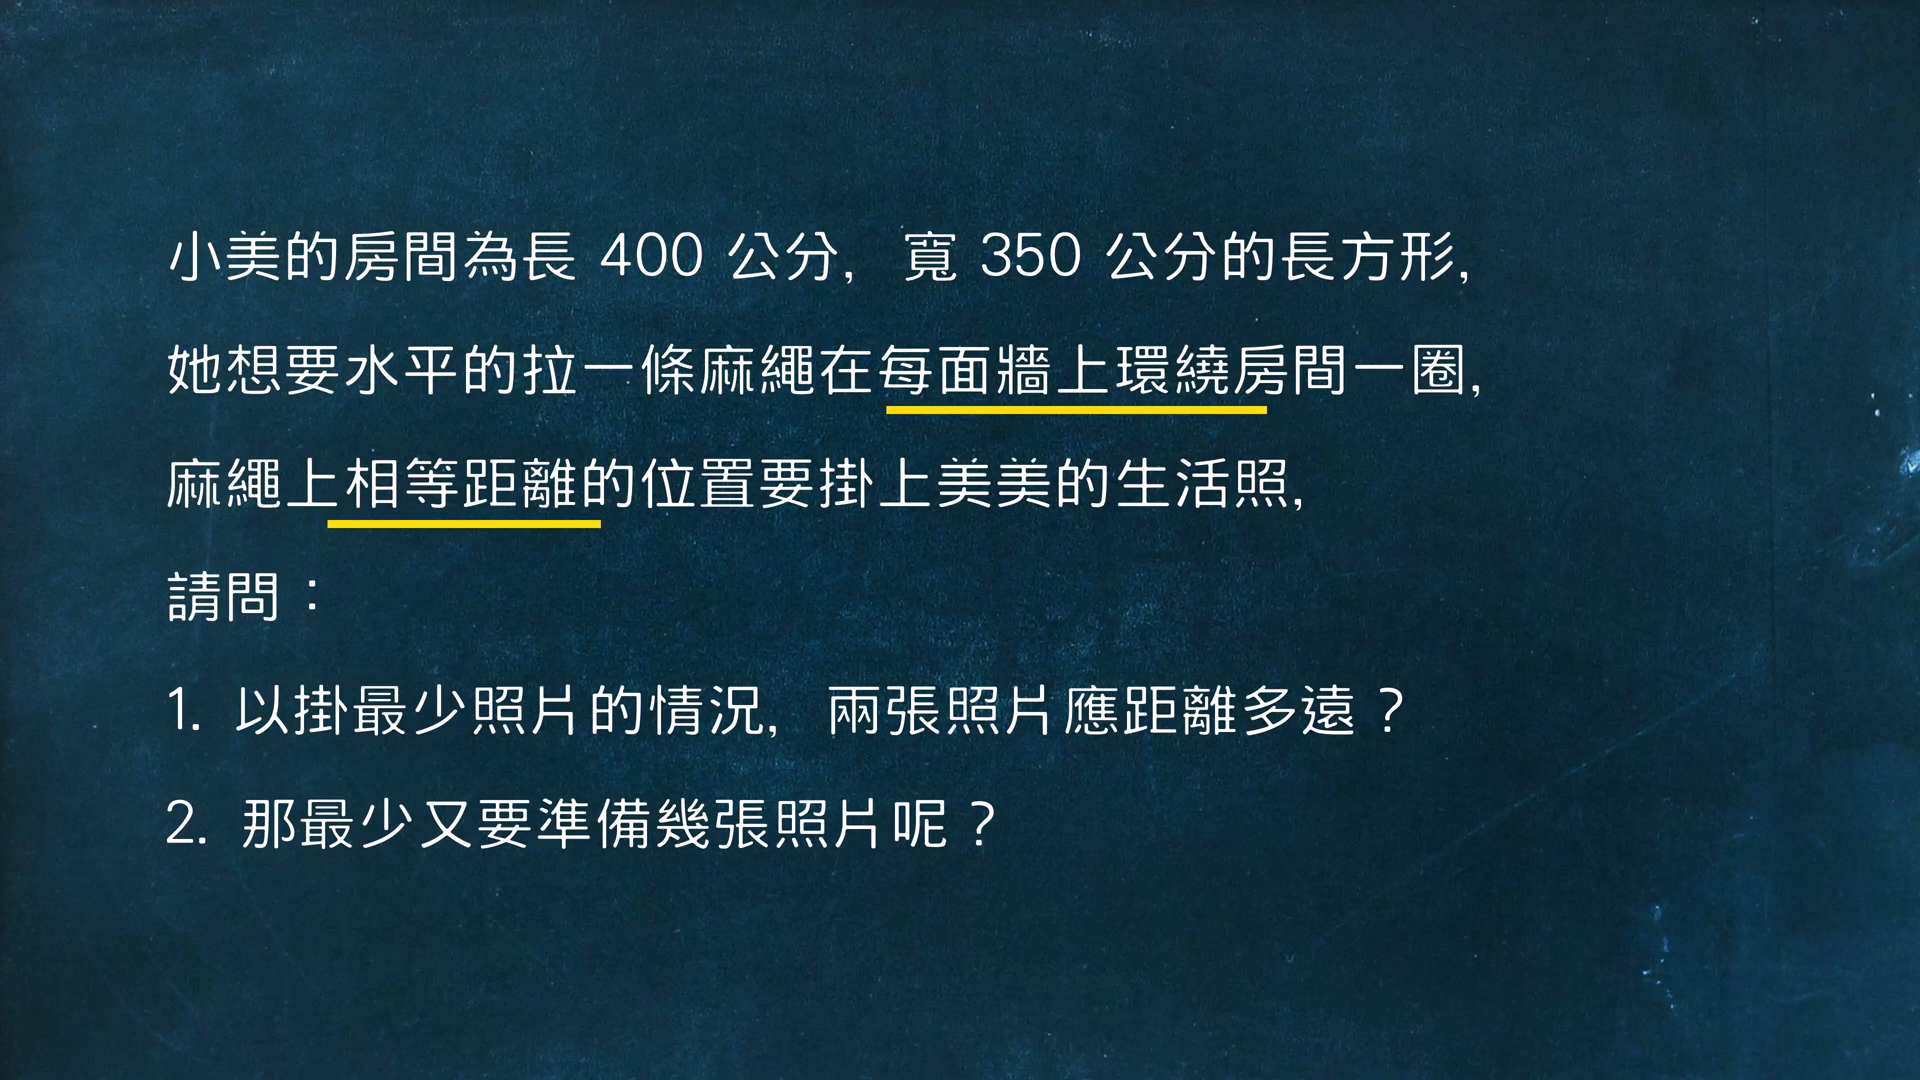 小美的房間為長 400 公分, 寬 350 公分的長方形,
她想要水平的拉一條麻繩在每面牆上環繞房間一圈,
麻繩上相等距離的位置要掛上美美的生活照,
請問：
1. 以掛最少照片的情況, 兩張照片應距離多遠？
2. 那最少又要準備幾張照片呢？